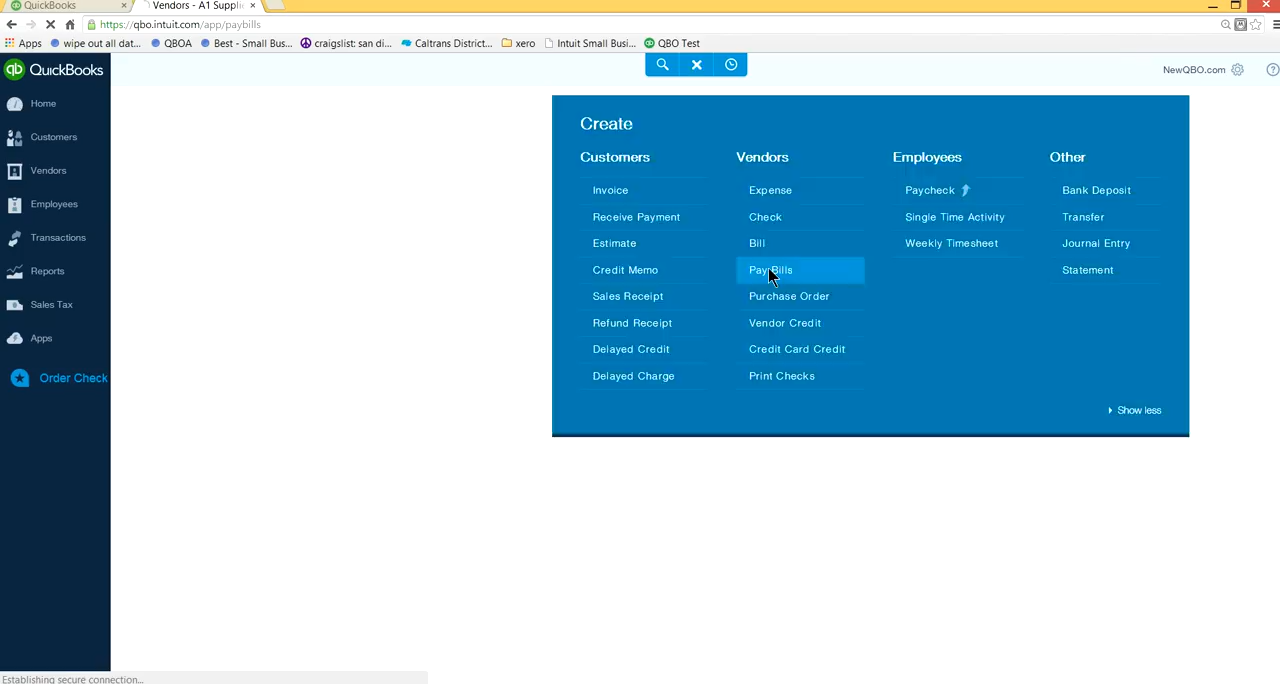 QuickBooks
Vendors - A1 Suppli
https://qbo.intuit.com/app/paybills
Apps
wipe out all dat...
QBOA
Best - Small Bus...
craigslist: san di...
Caltrans District...
xero
Intuit Small Busi...
QBO Test
qb QuickBooks
NewQBO.com
Home
Customers
Vendors
Employees
Transactions
Reports
Sales Tax
Apps
Order Check
Create
Customers
Invoice
Receive Payment
Estimate
Credit Memo
Sales Receipt
Refund Receipt
Delayed Credit
Delayed Charge
Vendors
Expense
Check
Bill
Pay Bills
Purchase Order
Vendor Credit
Credit Card Credit
Print Checks
Employees
Paycheck
Single Time Activity
Weekly Timesheet
Other
Bank Deposit
Transfer
Journal Entry
Statement
Show less
Establishing secure connection...